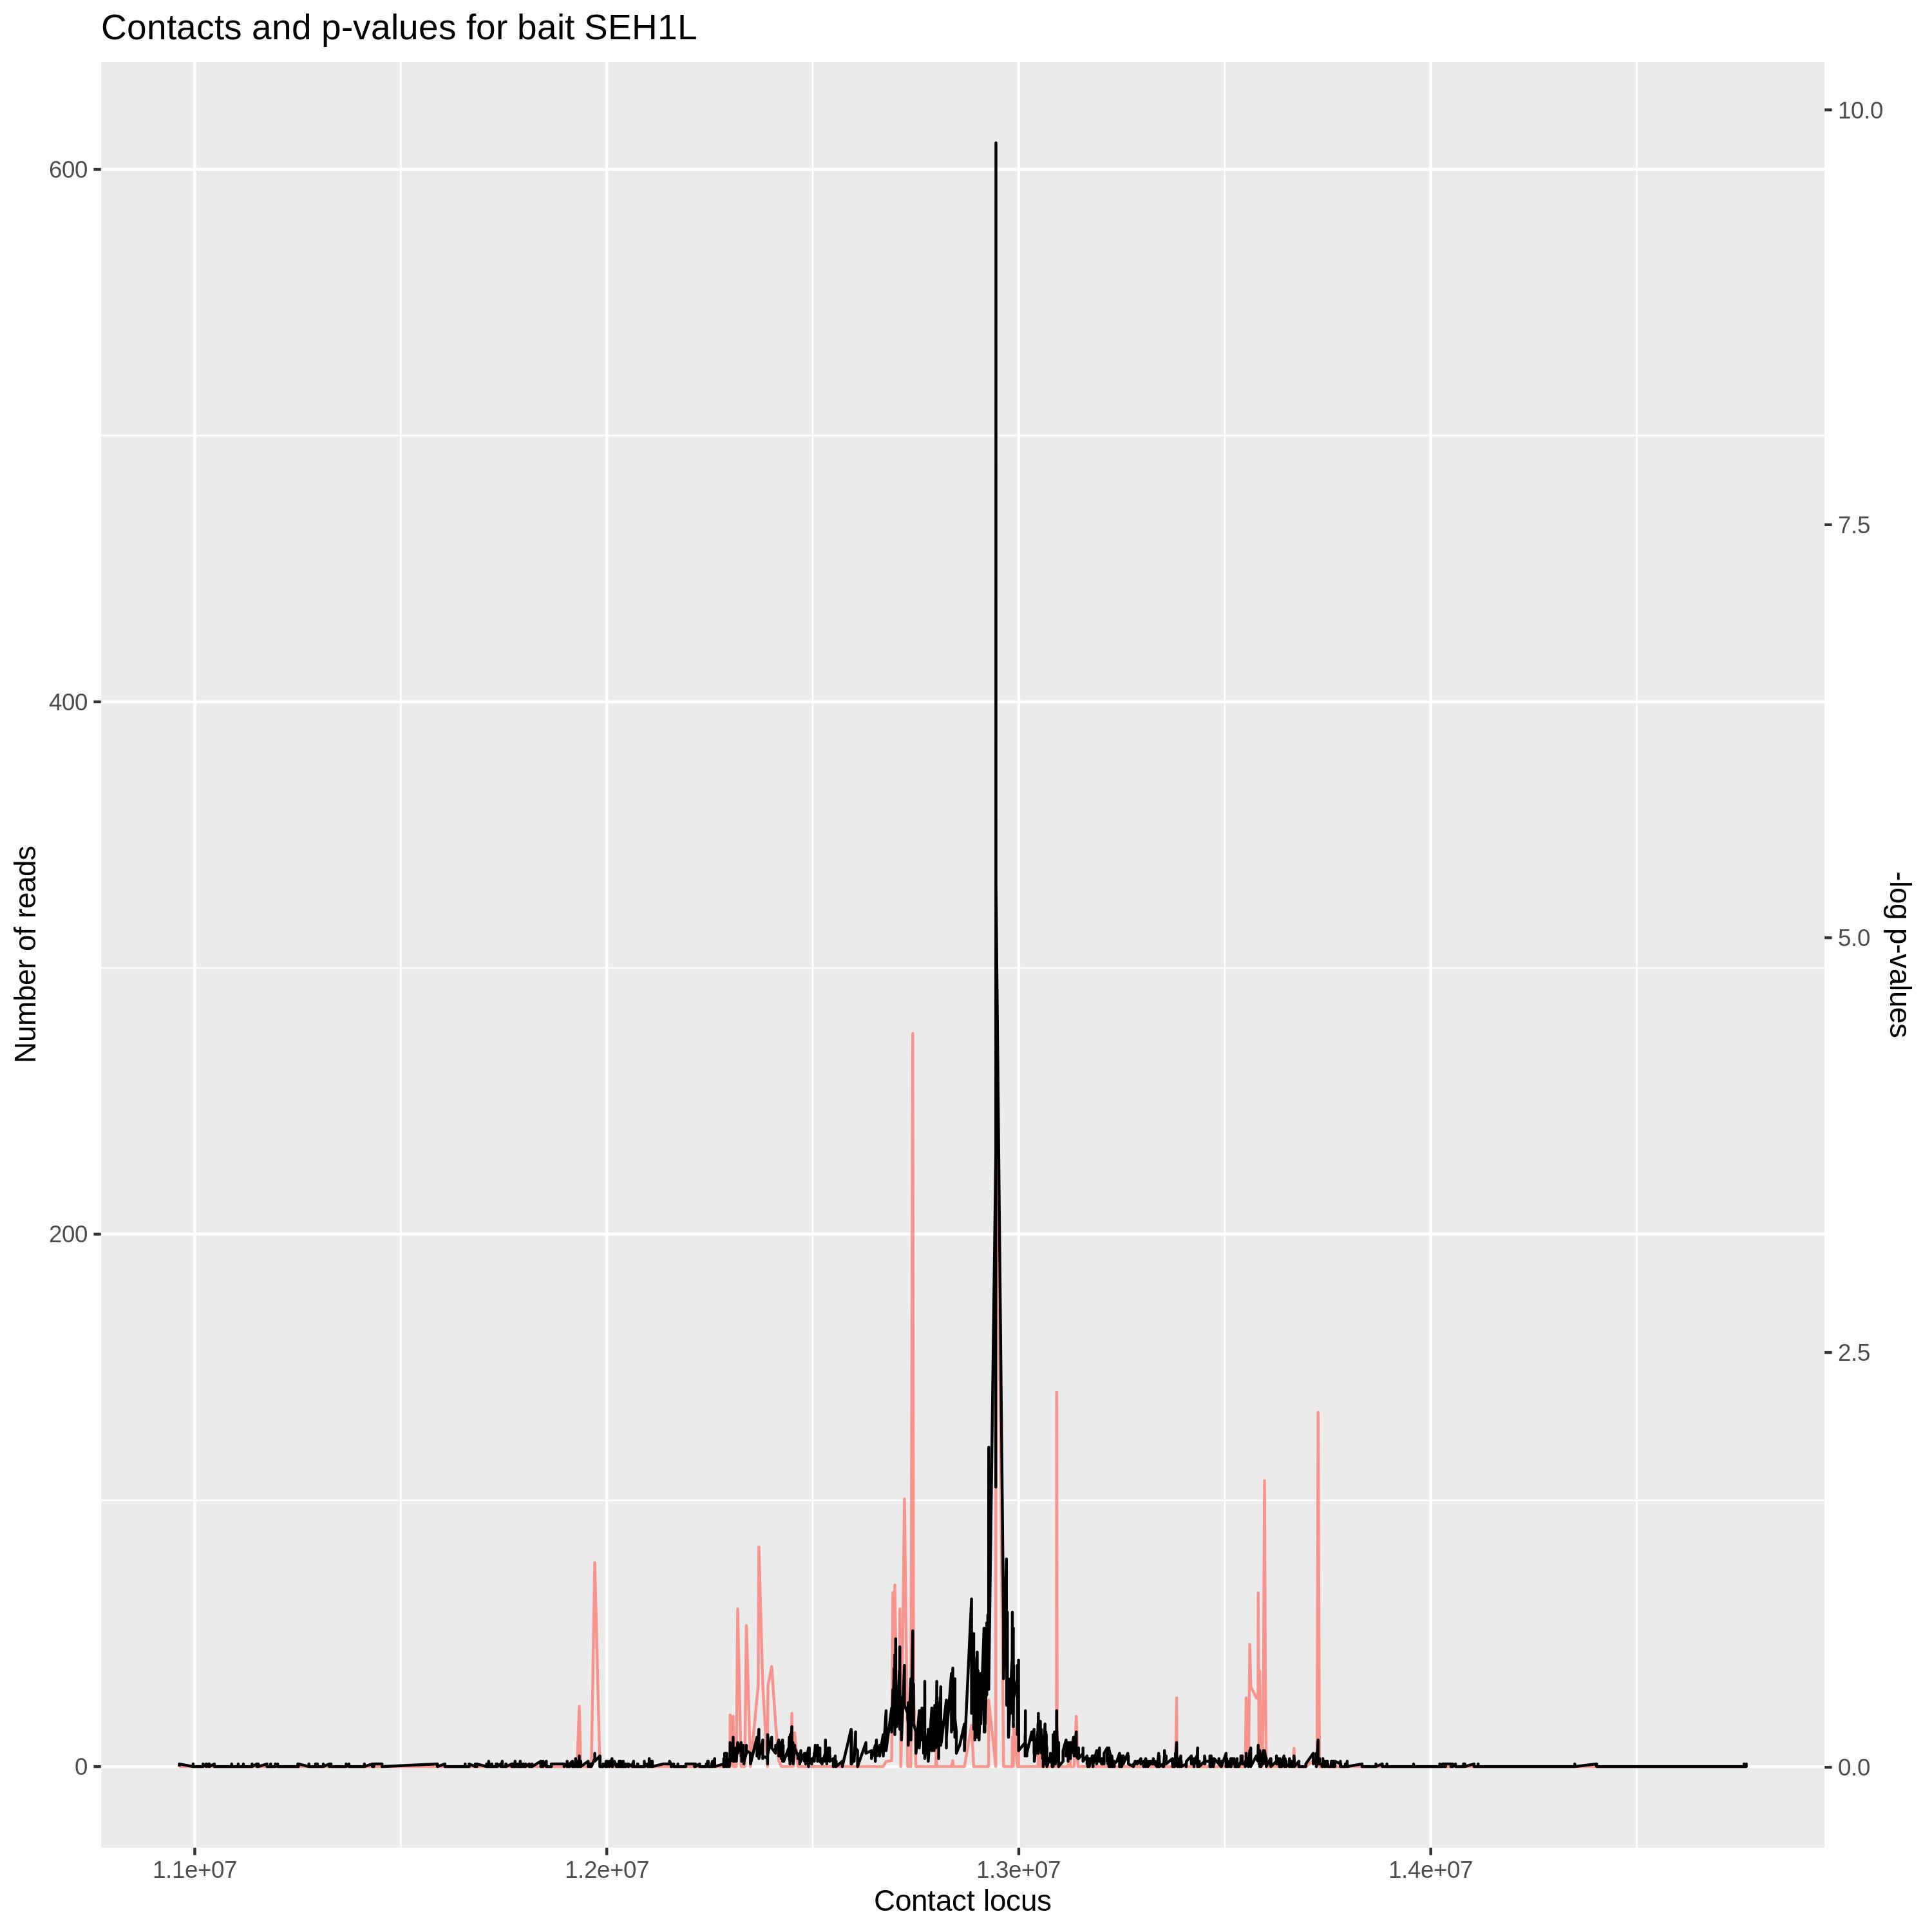 Contacts and p-values for bait SEH1L
600
400
200
0
Number of reads
10.0
7.5
5.0
2.5
0.0
-log p-values
1.1e+07
1.2e+07
1.3e+07
1.4e+07
Contact locus